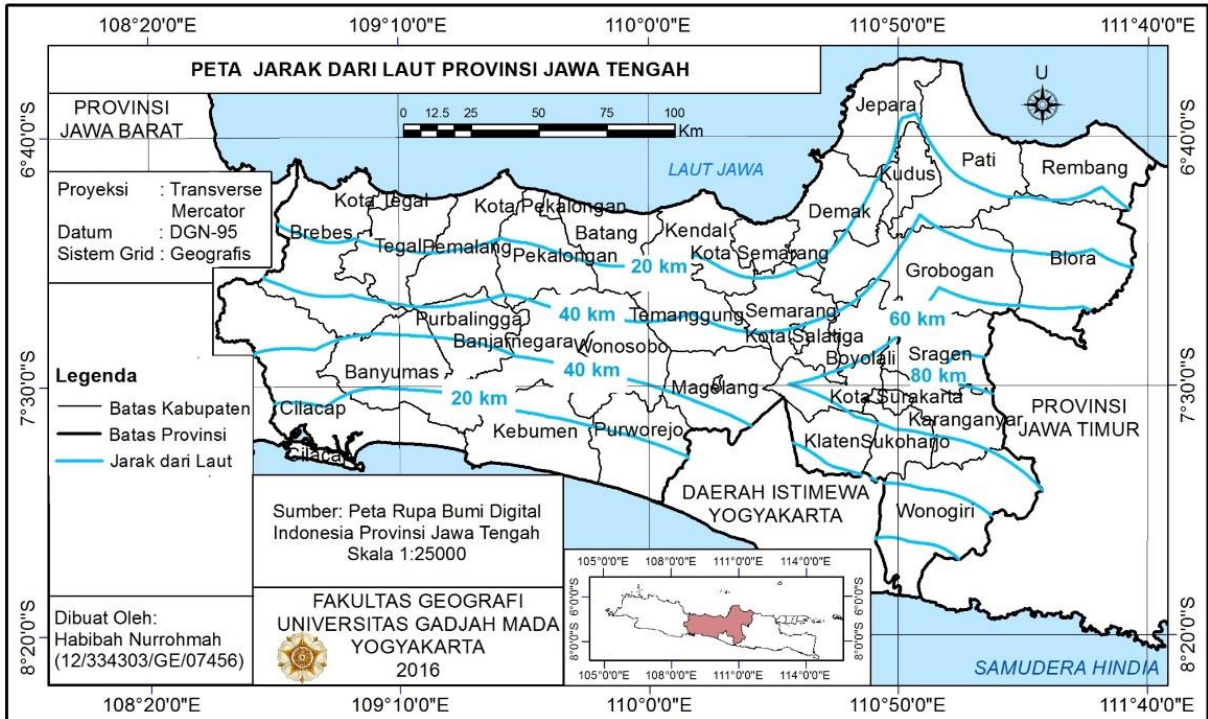 108°20'0"E
109°10'0"E
110°0'0"E
110°50'0"E
111°40'0"E
PETA JARAK DARI LAUT PROVINSI JAWA TENGAH
PROVINSI
JAWA BARAT
0 12.5 25 50 75 100
Km
U
6°40'0"S
6°40'0"S
LAUT JAWA
Proyeksi : Transverse
Mercator
Datum : DGN-95
Sistem Grid : Geografis
Jepara
Pati
Rembang
Kudus
Demak
Kota Tegal
Kota Pekalongan
Brebes
Tegal
Pemalang
Batang
Pekalongan
Kendal
Kota Semarang
20 km
Grobogan
Blora
40 km
Temanggung
Semarang
60 km
Purbalingga
Banjarnegara
Wonosobo
Kota Salatiga
Boyolali
Sragen
80 km
40 km
Banyumas
Magelang
20 km
Kota Surakarta
Karanganyar
7°30'0"S
7°30'0"S
Cilacap
Kebumen
Purworejo
Klaten
Sukoharjo
Cilacap
Wonogiri
PROVINSI
JAWA TIMUR
DAERAH ISTIMEWA
YOGYAKARTA
Legenda
Batas Kabupaten
Batas Provinsi
Jarak dari Laut
Sumber: Peta Rupa Bumi Digital
Indonesia Provinsi Jawa Tengah
Skala 1:25000
Dibuat Oleh:
Habibah Nurrohmah
(12/334303/GE/07456)
FAKULTAS GEOGRAFI
UNIVERSITAS GADJAH MADA
YOGYAKARTA
2016
105°0'0"E 108°0'0"E 111°0'0"E 114°0'0"E
6°0'0"S
6°0'0"S
8°0'0"S
8°0'0"S
105°0'0"E 108°0'0"E 111°0'0"E 114°0'0"E
8°20'0"S
8°20'0"S
SAMUDERA HINDIA
108°20'0"E
109°10'0"E
110°0'0"E
110°50'0"E
111°40'0"E